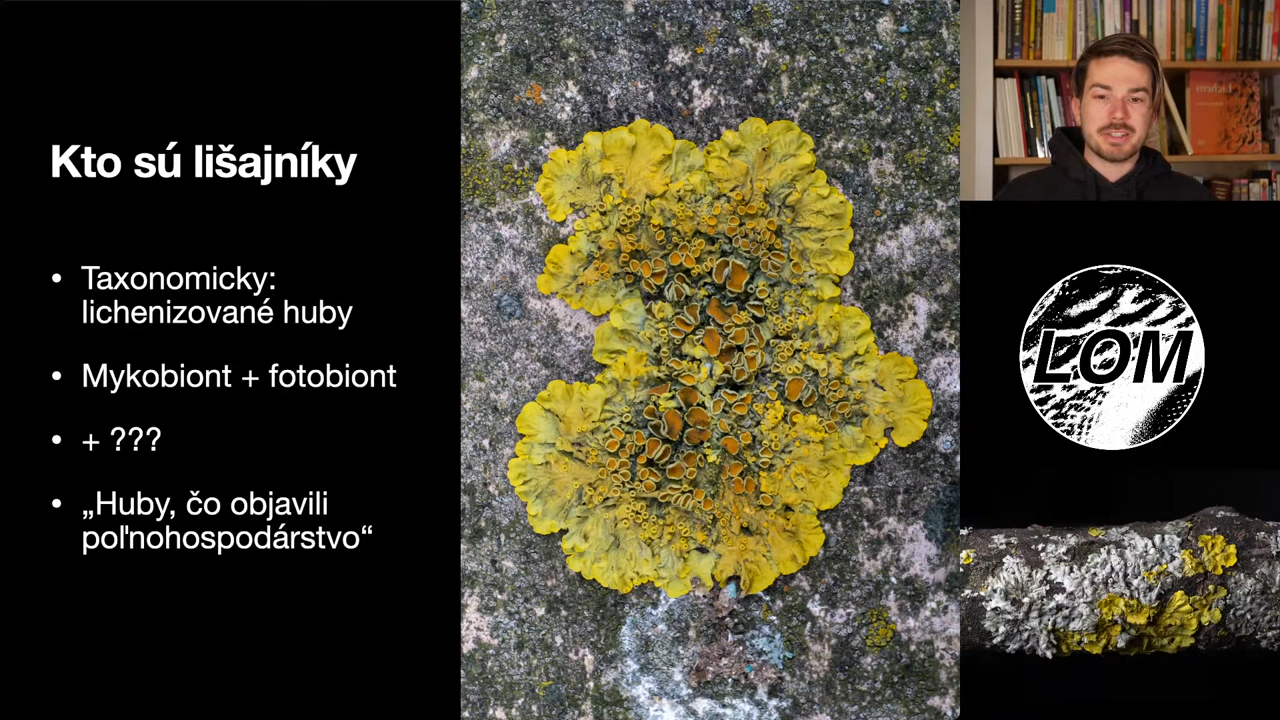 Kto sú lišajníky
• Taxonomicky:
lichenizované huby
• Mykobiont + fotobiont
• + ???
• „Huby, čo objavili
poľnohospodárstvo“
LOM